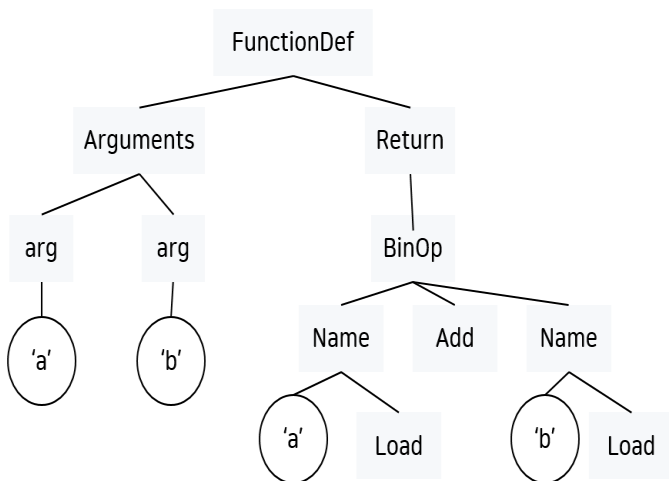 FunctionDef
Arguments
Return
arg
arg
BinOp
Name
Add
Name
‘a’
‘b’
‘a’
Load
‘b’
Load